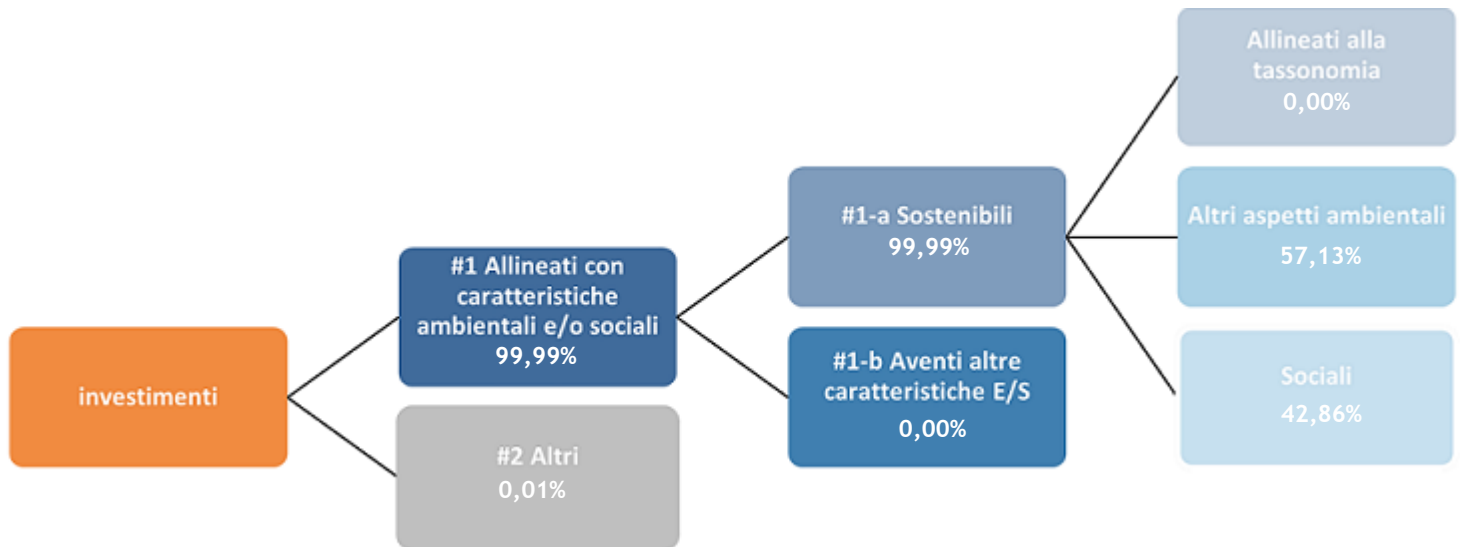 investimenti
#1 Allineati con
caratteristiche
ambientali e/o sociali
99,99%
#2 Altri
0,01%
#1-a Sostenibili
99,99%
#1-b Aventi altre
caratteristiche E/S
0,00%
Allineati alla
tassonomia
0,00%
Altri aspetti ambientali
57,13%
Sociali
42,86%